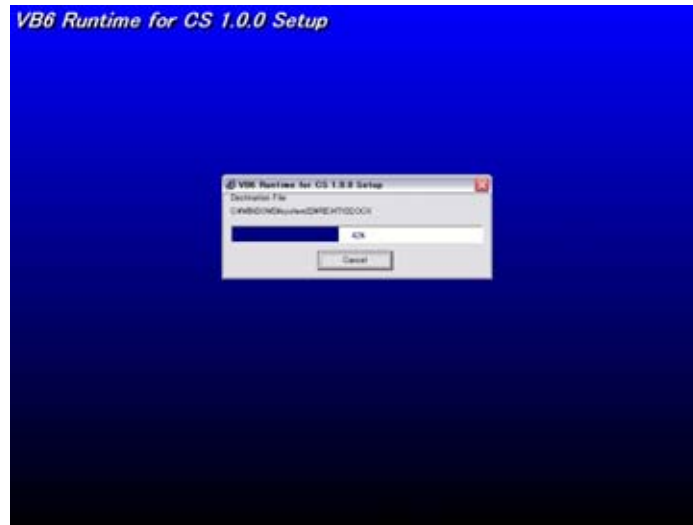 VB6 Runtime for CS 1.0.0 Setup
VB6 Runtime for CS 1.0.0 Setup
Destination File
42%
Cancel